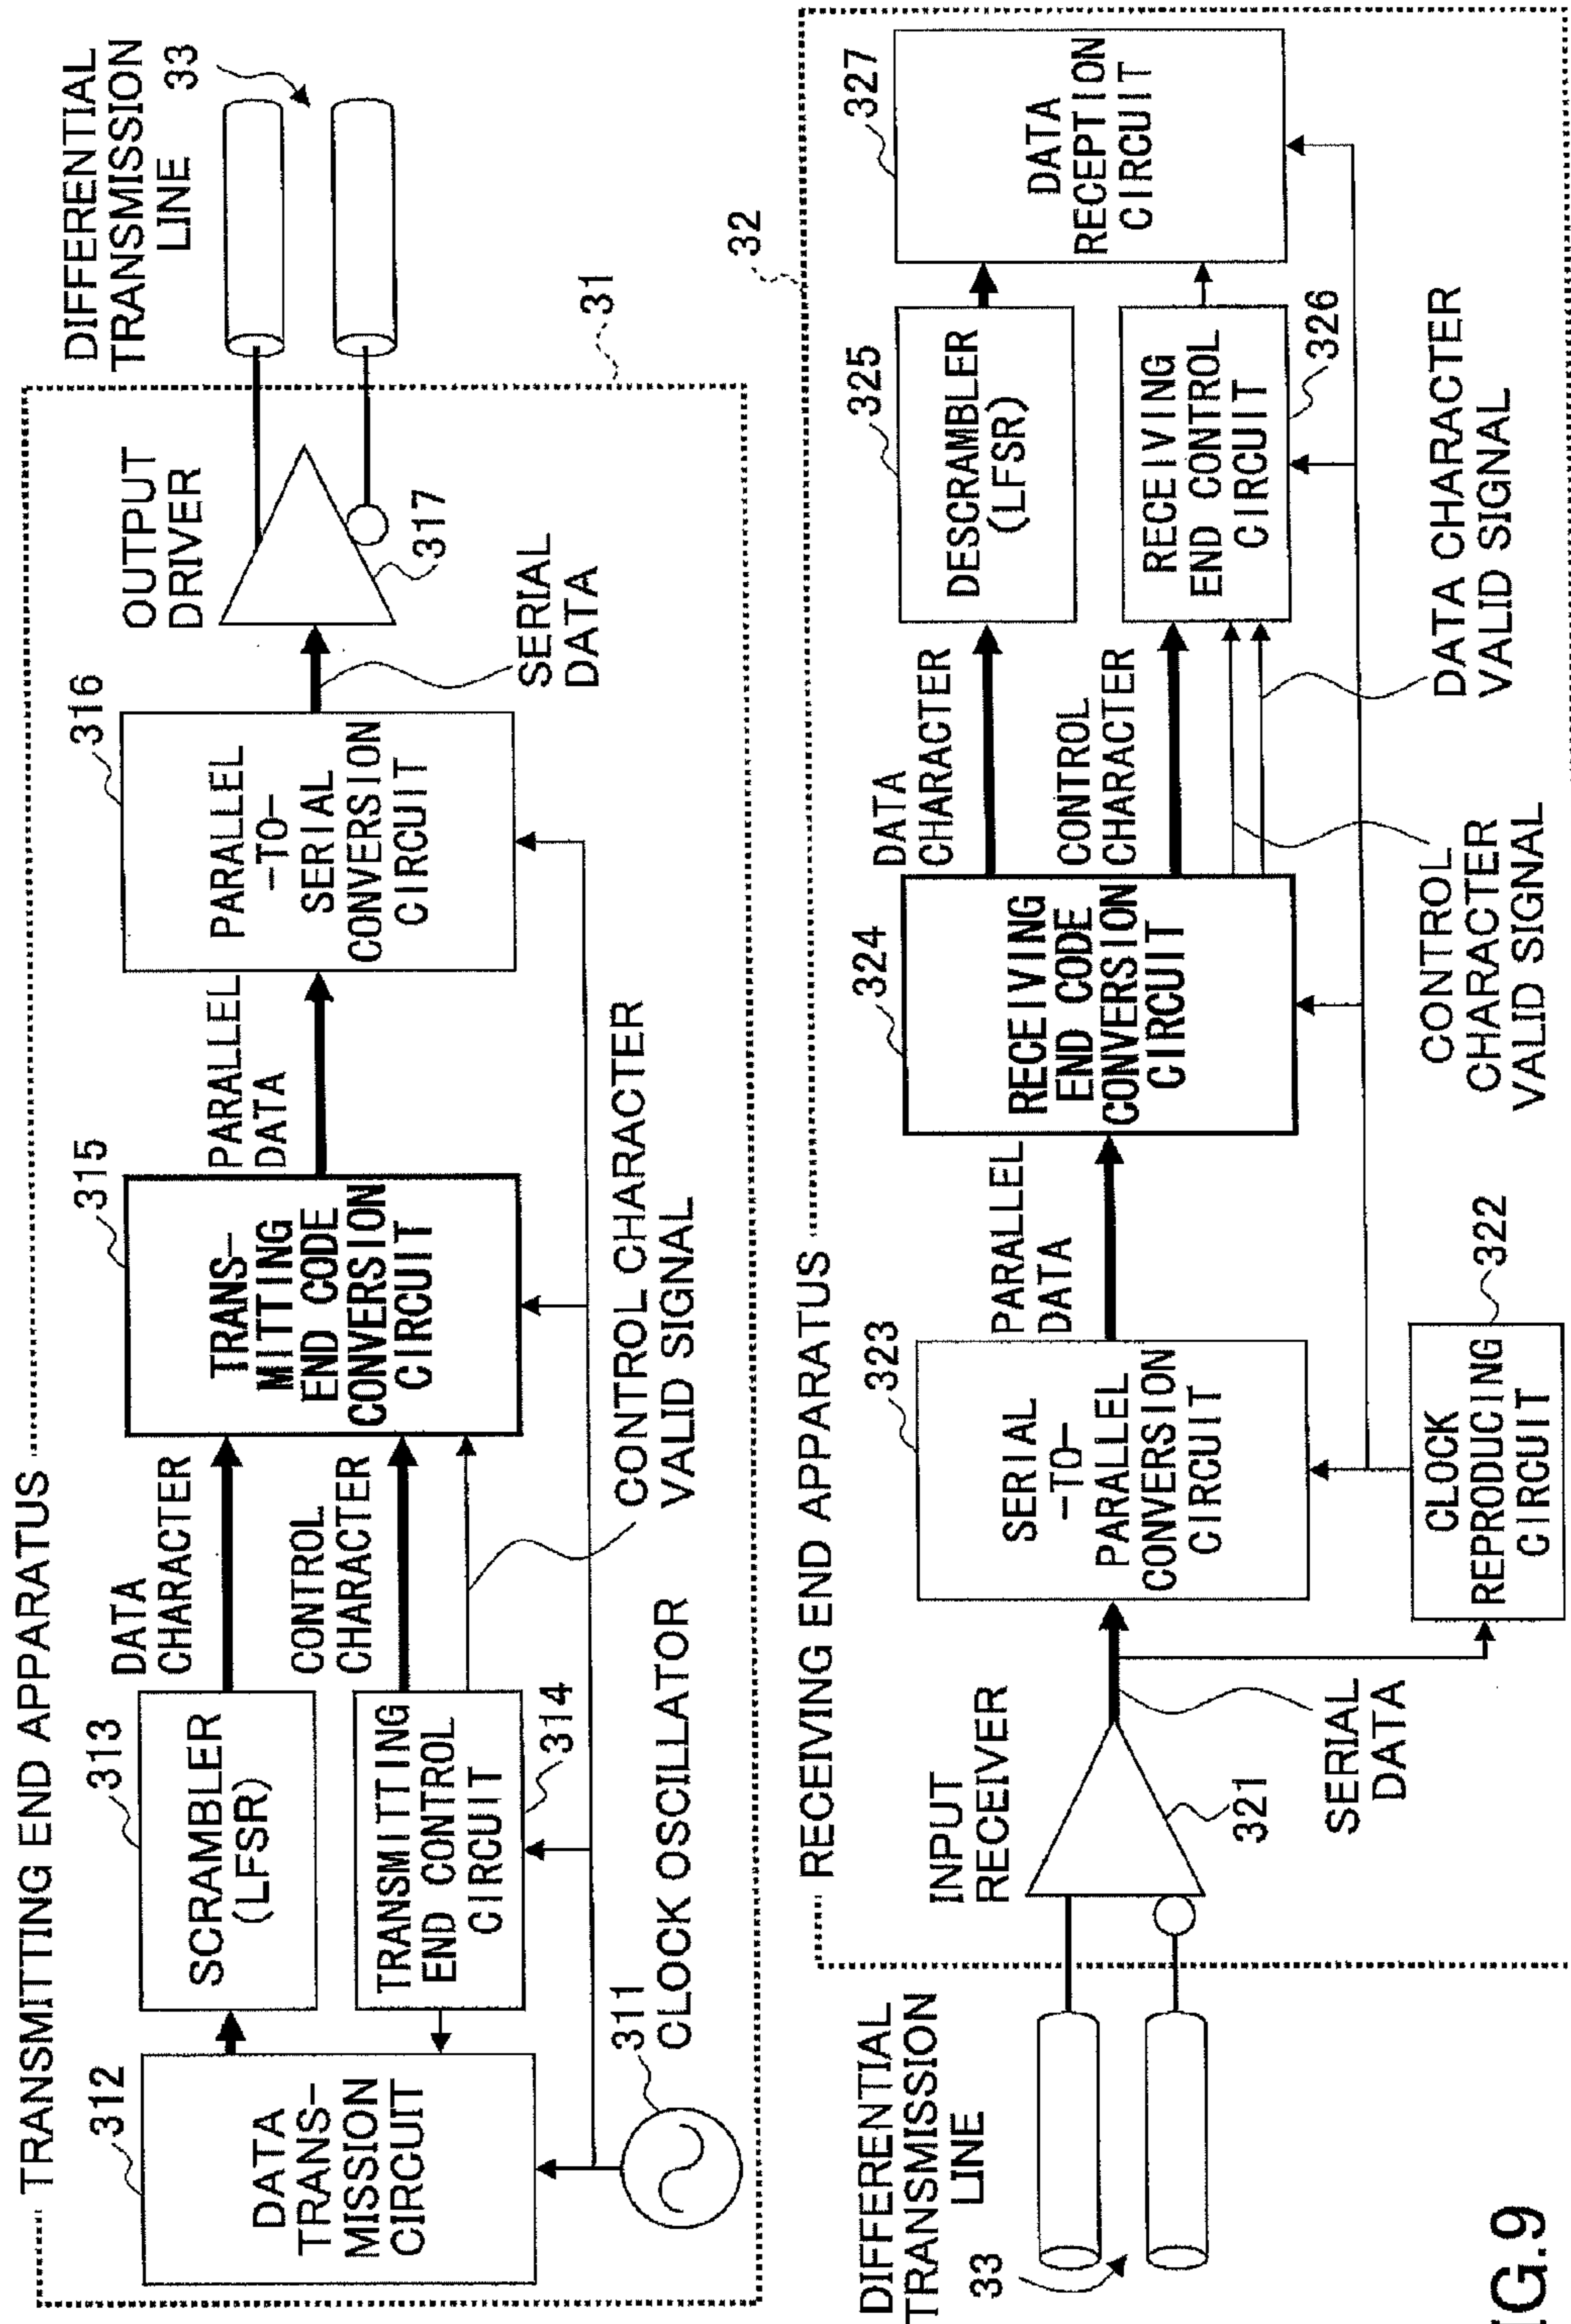 TRANSMITTING END APPARATUS
312
DATA
TRANS-
MISSION
CIRCUIT
313
SCRAMBLER
(LFSR)
TRANSMITTING
END CONTROL
CIRCUIT
314
311
CLOCK OSCILLATOR
DATA
CHARACTER
CONTROL
CHARACTER
CONTROL CHARACTER
VALID SIGNAL
315
TRANS-
MITTING
END CODE
CONVERSION
CIRCUIT
PARALLEL
DATA
316
PARALLEL
-TO-
SERIAL
CONVERSION
CIRCUIT
SERIAL
DATA
OUTPUT
DRIVER
317
31
DIFFERENTIAL
TRANSMISSION
LINE
33
RECEIVING END APPARATUS
32
DIFFERENTIAL
TRANSMISSION
LINE
33
INPUT
RECEIVER
321
SERIAL
DATA
323
SERIAL
-TO-
PARALLEL
CONVERSION
CIRCUIT
CLOCK
REPRODUCING
CIRCUIT
322
PARALLEL
DATA
324
RECEIVING
END CODE
CONVERSION
CIRCUIT
DATA
CHARACTER
CONTROL
CHARACTER
CONTROL
CHARACTER
VALID SIGNAL
DATA CHARACTER
VALID SIGNAL
325
DESCRAMBLER
(LFSR)
RECEIVING
END CONTROL
CIRCUIT
326
327
DATA
RECEPTION
CIRCUIT
IG.9